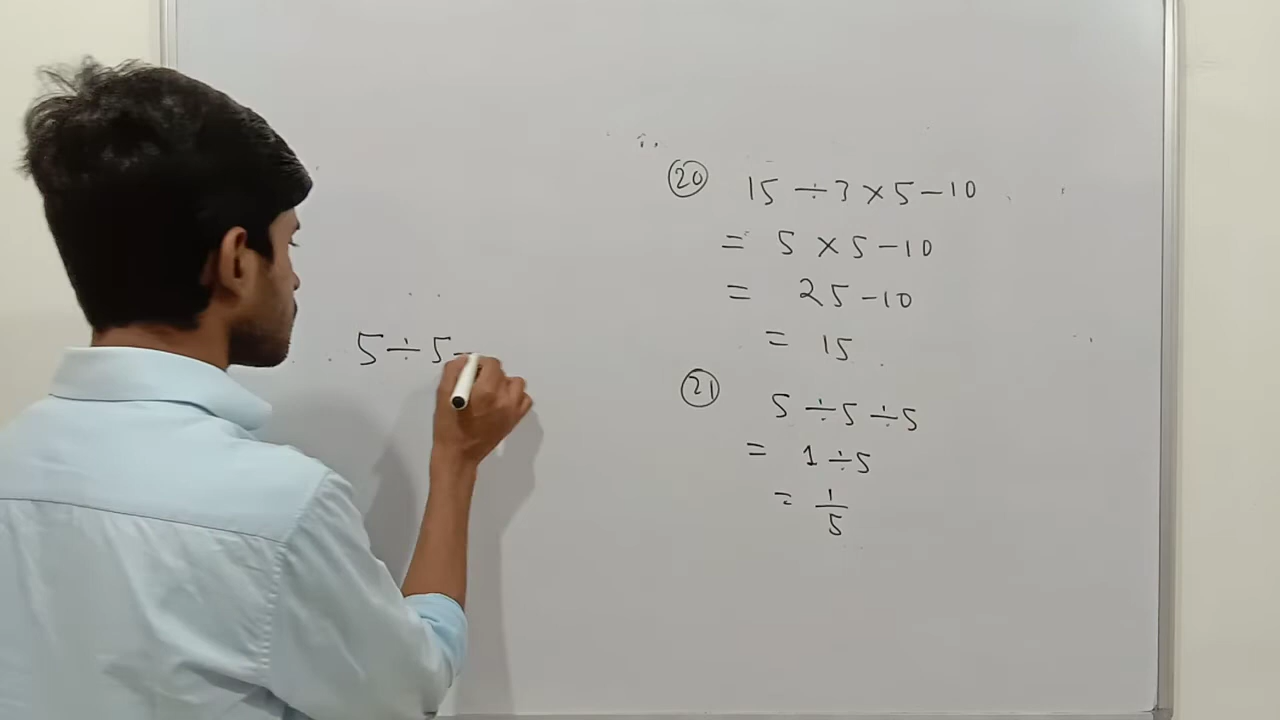 ⑳ 15 ÷ 3 × 5 - 10
= 5 × 5 - 10
= 25 - 10
= 15
5 ÷ 5
㉑ 5 ÷ 5 ÷ 5
= 1 ÷ 5
= 1/5